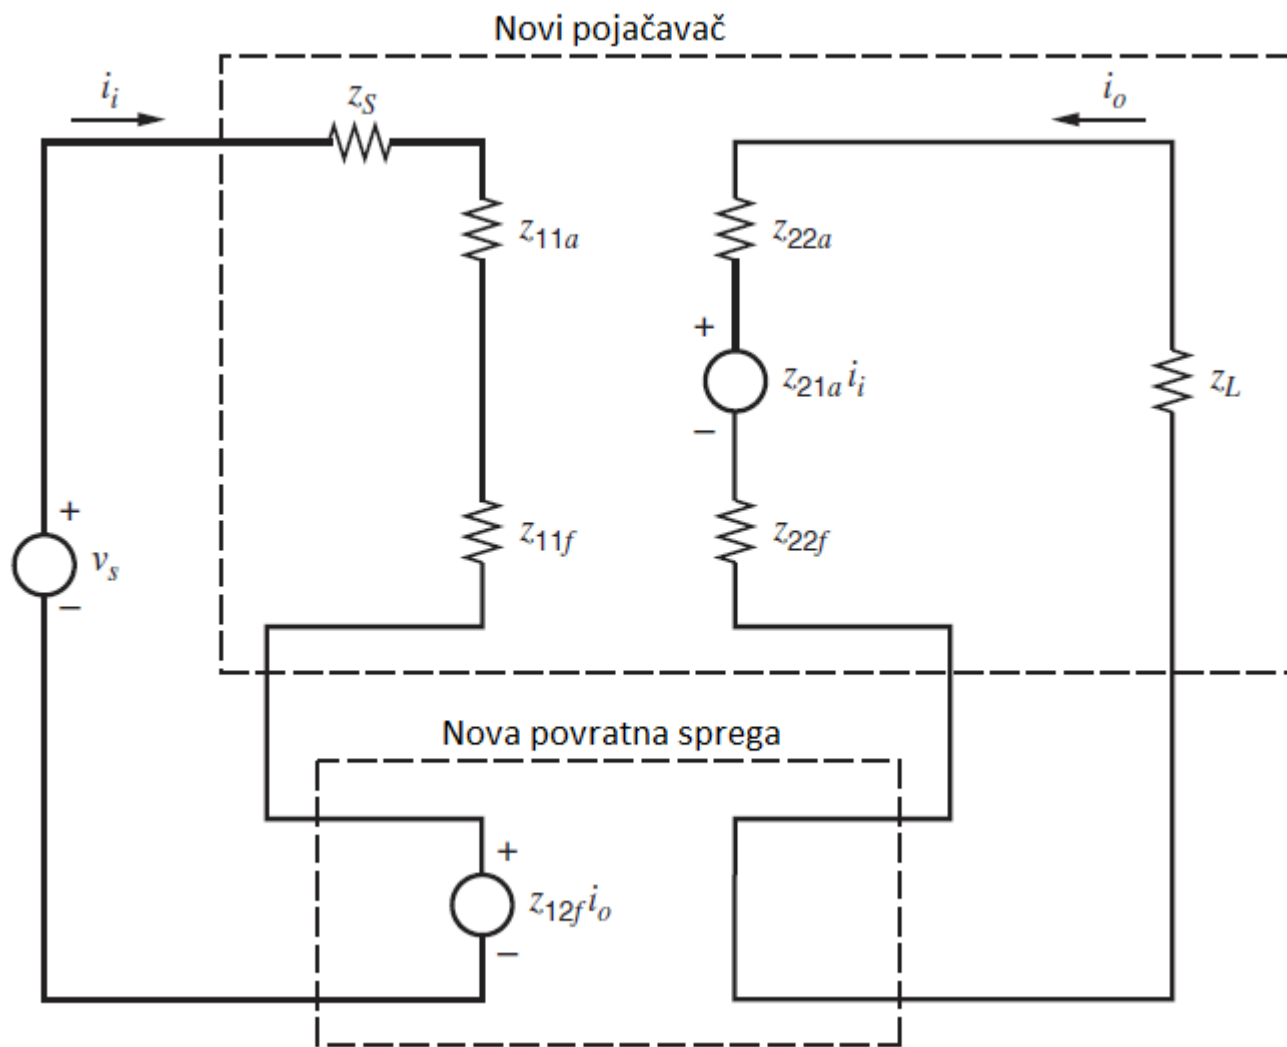 Novi pojačavač
i_i
z_S
i_o
z_11a
z_22a
+
z_21a i_i
−
z_L
+
v_s
−
z_11f
z_22f
Nova povratna sprega
+
z_12f i_o
−